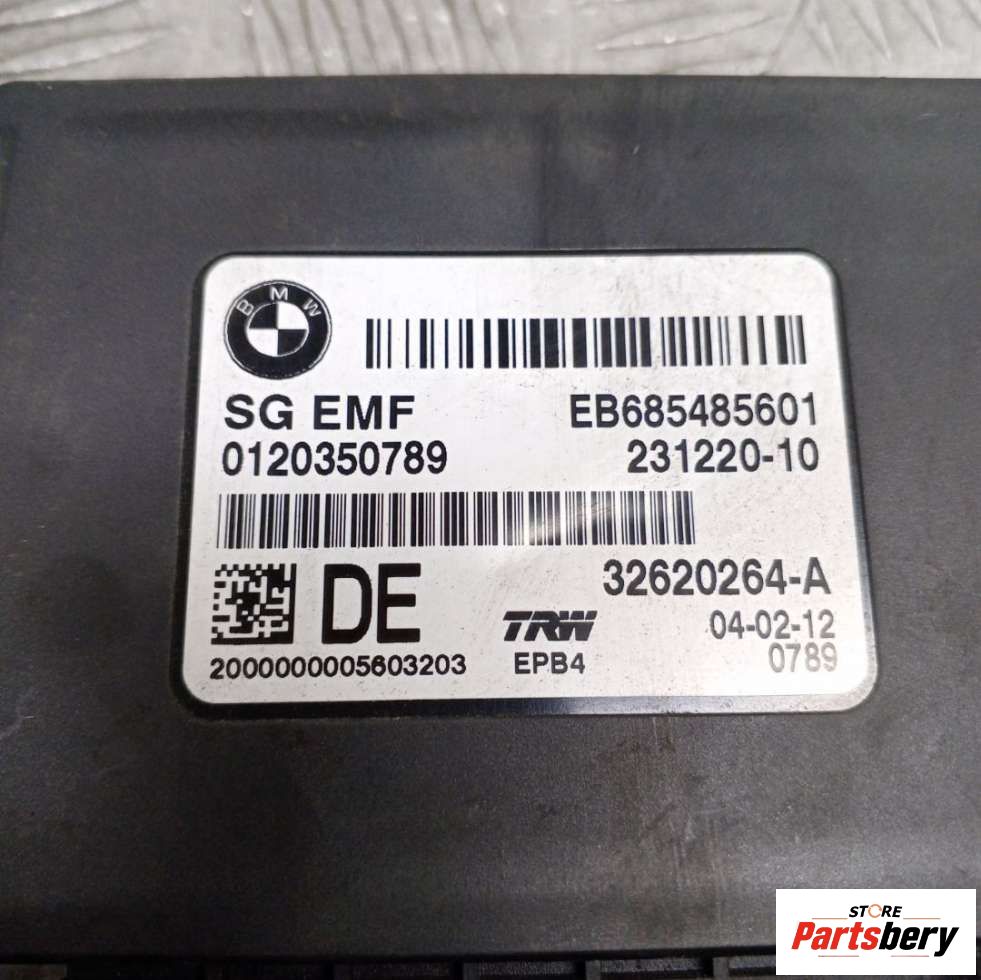 BMW
SG EMF EB685485601
0120350789 231220-10
32620264-A
DE TRW 04-02-12
2000000005603203 EPB4 0789
STORE
Partsbery